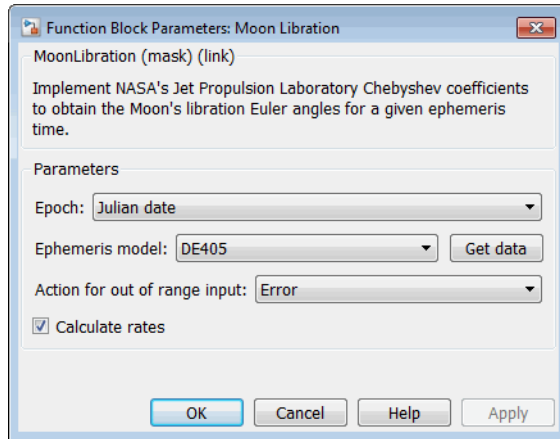 Function Block Parameters: Moon Libration
MoonLibration (mask) (link)
Implement NASA's Jet Propulsion Laboratory Chebyshev coefficients
to obtain the Moon's libration Euler angles for a given ephemeris
time.
Parameters
Epoch: Julian date
Ephemeris model: DE405 Get data
Action for out of range input: Error
Calculate rates
OK Cancel Help Apply